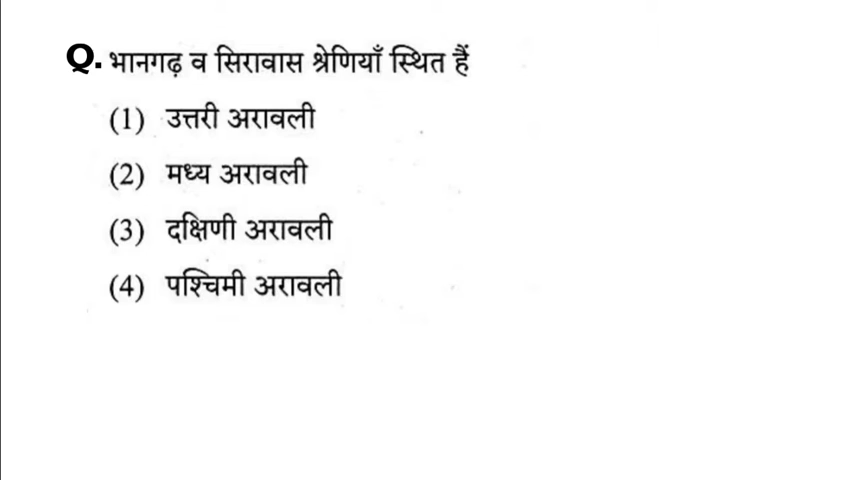 Q. भानगढ़ व सिरावास श्रेणियाँ स्थित हैं
(1) उत्तरी अरावली
(2) मध्य अरावली
(3) दक्षिणी अरावली
(4) पश्चिमी अरावली